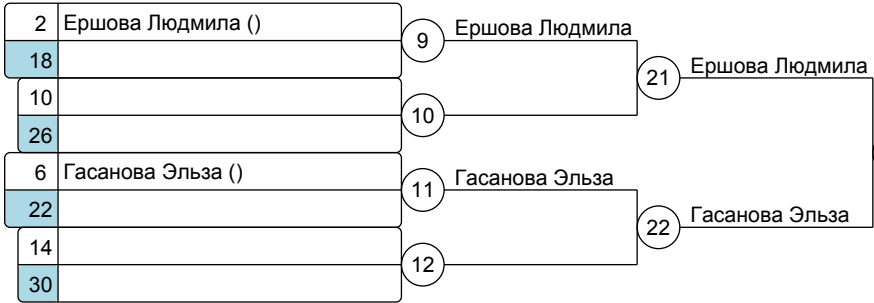 2 Ершова Людмила ()
18
9 Ершова Людмила
21 Ершова Людмила
10
26
10
6 Гасанова Эльза ()
22
11 Гасанова Эльза
22 Гасанова Эльза
14
30
12